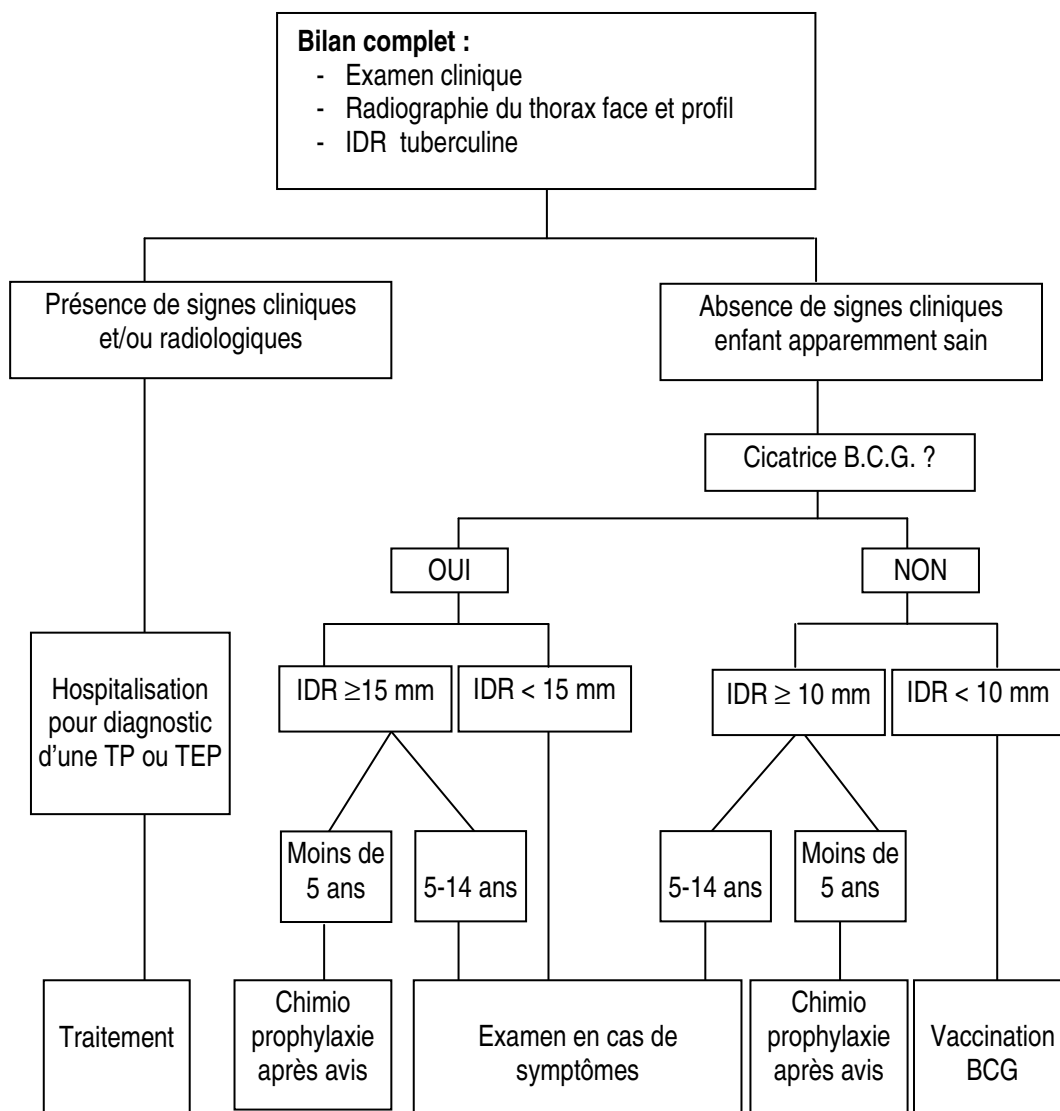 Bilan complet :
- Examen clinique
- Radiographie du thorax face et profil
- IDR tuberculine
Présence de signes cliniques
et/ou radiologiques
Absence de signes cliniques
enfant apparemment sain
Cicatrice B.C.G. ?
OUI
NON
Hospitalisation
pour diagnostic
d'une TP ou TEP
IDR ≥15 mm
IDR < 15 mm
IDR ≥ 10 mm
IDR < 10 mm
Moins de
5 ans
5-14 ans
5-14 ans
Moins de
5 ans
Traitement
Chimio
prophylaxie
après avis
Examen en cas de
symptômes
Chimio
prophylaxie
après avis
Vaccination
BCG